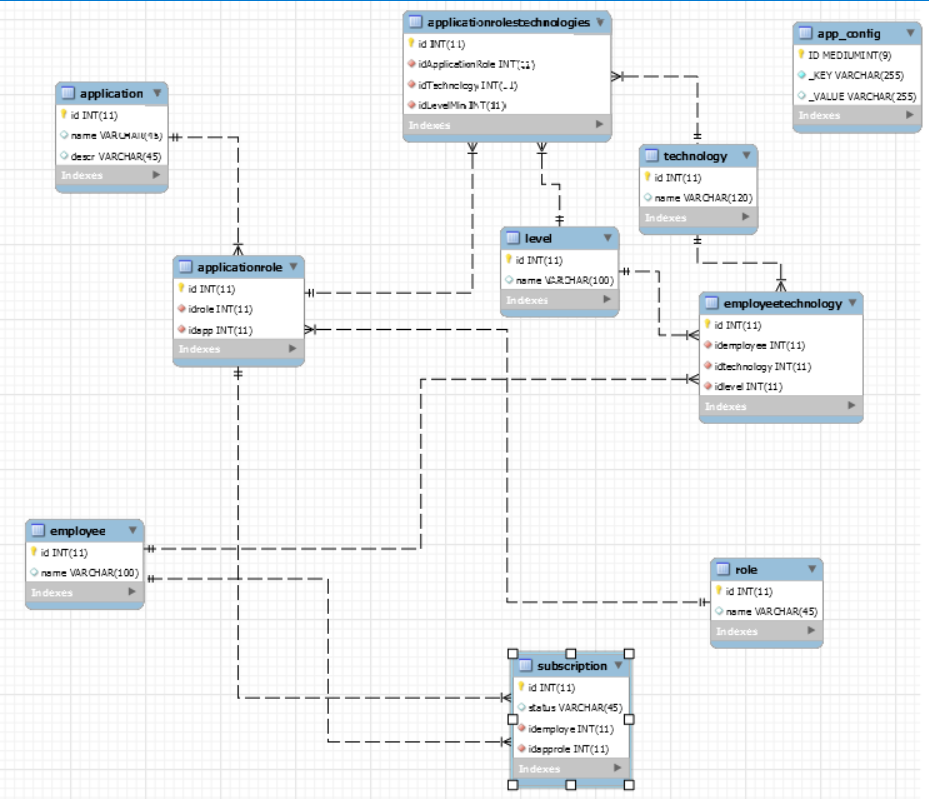 applicationrolestechnologies
id INT(11)
idApplicationRole INT(11)
idTechnology INT(11)
idLevelMin INT(11)
Indexes
app_config
ID MEDIUMINT(9)
_KEY VARCHAR(255)
_VALUE VARCHAR(255)
Indexes
application
id INT(11)
name VARCHAR(45)
descr VARCHAR(45)
Indexes
technology
id INT(11)
name VARCHAR(120)
Indexes
level
id INT(11)
name VARCHAR(100)
Indexes
applicationrole
id INT(11)
idrole INT(11)
idapp INT(11)
Indexes
employeetechnology
id INT(11)
idemployee INT(11)
idtechnology INT(11)
idlevel INT(11)
Indexes
employee
id INT(11)
name VARCHAR(100)
Indexes
role
id INT(11)
name VARCHAR(45)
Indexes
subscription
id INT(11)
status VARCHAR(45)
idemploye INT(11)
idapprole INT(11)
Indexes